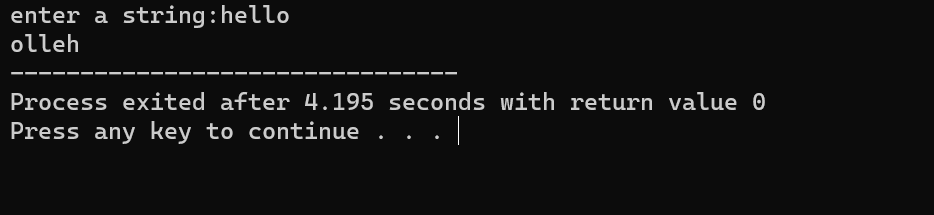 enter a string:hello
olleh
--------------------------------
Process exited after 4.195 seconds with return value 0
Press any key to continue . . .